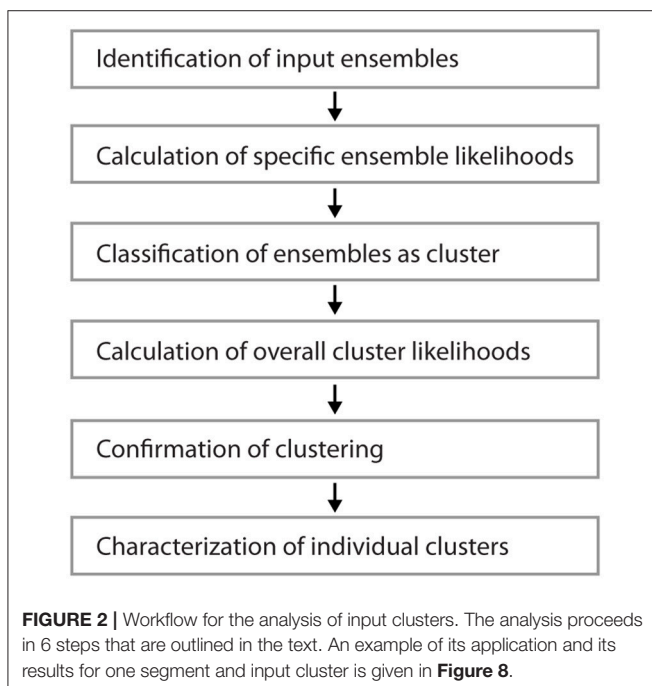 Identification of input ensembles
Calculation of specific ensemble likelihoods
Classification of ensembles as cluster
Calculation of overall cluster likelihoods
Confirmation of clustering
Characterization of individual clusters
FIGURE 2 | Workflow for the analysis of input clusters. The analysis proceeds
in 6 steps that are outlined in the text. An example of its application and its
results for one segment and input cluster is given in Figure 8.